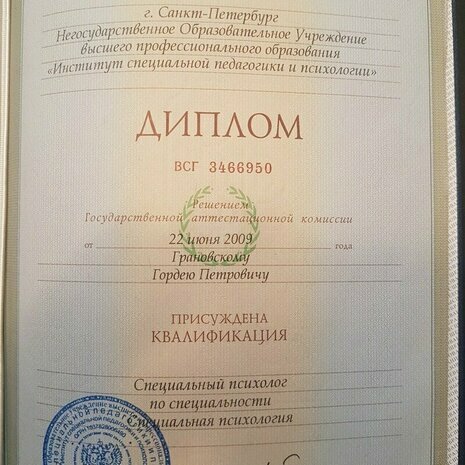 г. Санкт-Петербург
Негосударственное Образовательное Учреждение
высшего профессионального образования
«Институт специальной педагогики и психологии»
ДИПЛОМ
ВСГ 3466950
Решением
Государственной аттестационной комиссии
от 22 июня 2009 года
Грановскому
Гордею Петровичу
ПРИСУЖДЕНА
КВАЛИФИКАЦИЯ
Специальный психолог
по специальности
Специальная психология